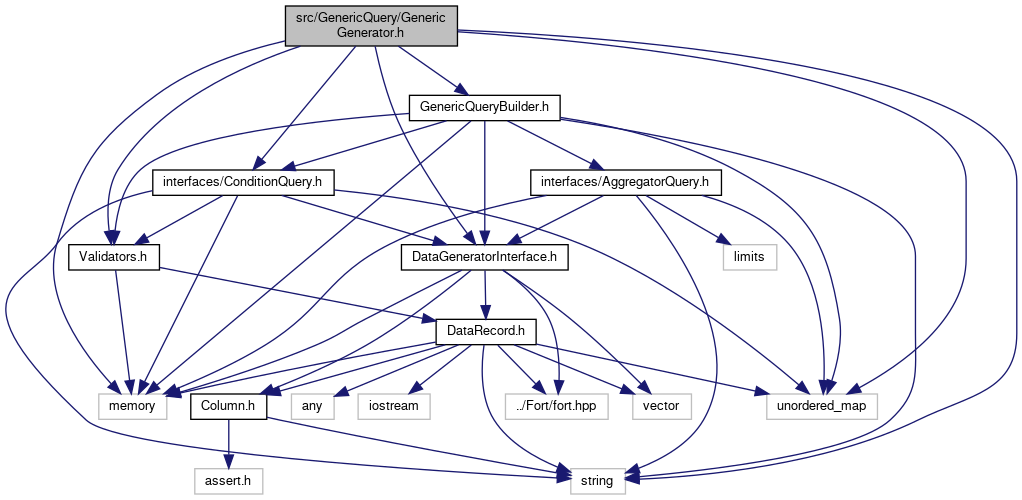 src/GenericQuery/Generic
Generator.h
GenericQueryBuilder.h
interfaces/ConditionQuery.h
interfaces/AggregatorQuery.h
Validators.h
DataGeneratorInterface.h
limits
DataRecord.h
memory
Column.h
any
iostream
../Fort/fort.hpp
vector
unordered_map
assert.h
string